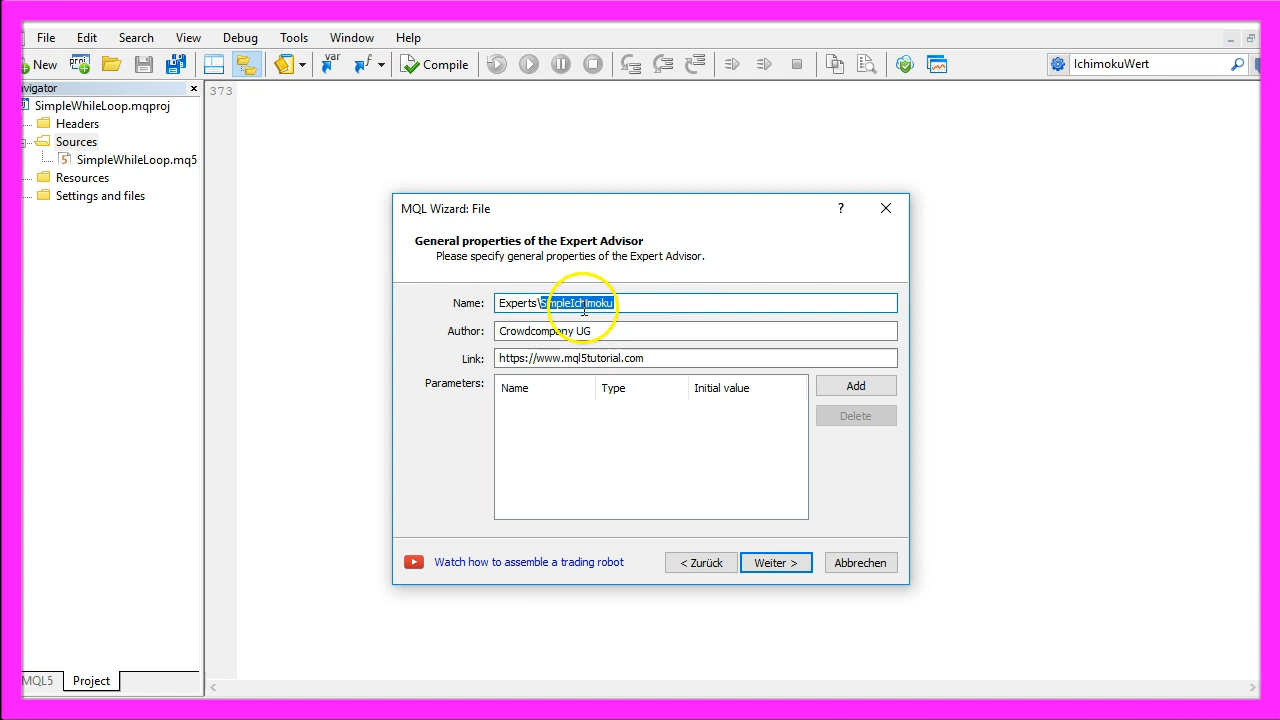 File Edit Search View Debug Tools Window Help
New Compile IchimokuWert
avigator
373
SimpleWhileLoop.mqproj
Headers
Sources
SimpleWhileLoop.mq5
Resources
Settings and files
MQL Wizard: File ?
General properties of the Expert Advisor
Please specify general properties of the Expert Advisor.
Name: Experts\SimpleIchimoku
Author: Crowdcompany UG
Link: https://www.mql5tutorial.com
Parameters: Name Type Initial value Add
Delete
Watch how to assemble a trading robot < Zurück Weiter > Abbrechen
MQL5 Project